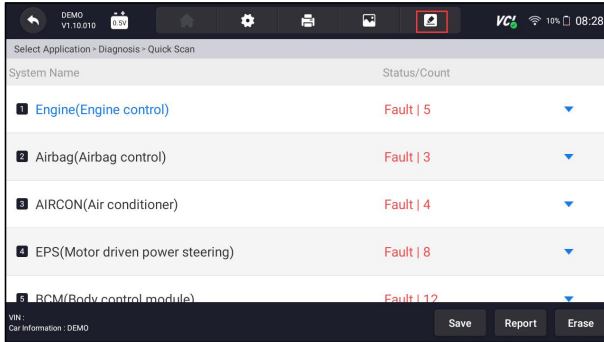 DEMO
V1.10.010
0.5V
VCI
10%
08:28
Select Application > Diagnosis > Quick Scan
System Name Status/Count
1 Engine(Engine control) Fault | 5
2 Airbag(Airbag control) Fault | 3
3 AIRCON(Air conditioner) Fault | 4
4 EPS(Motor driven power steering) Fault | 8
5 BCM(Body control module) Fault | 12
VIN :
Car Information : DEMO
Save Report Erase